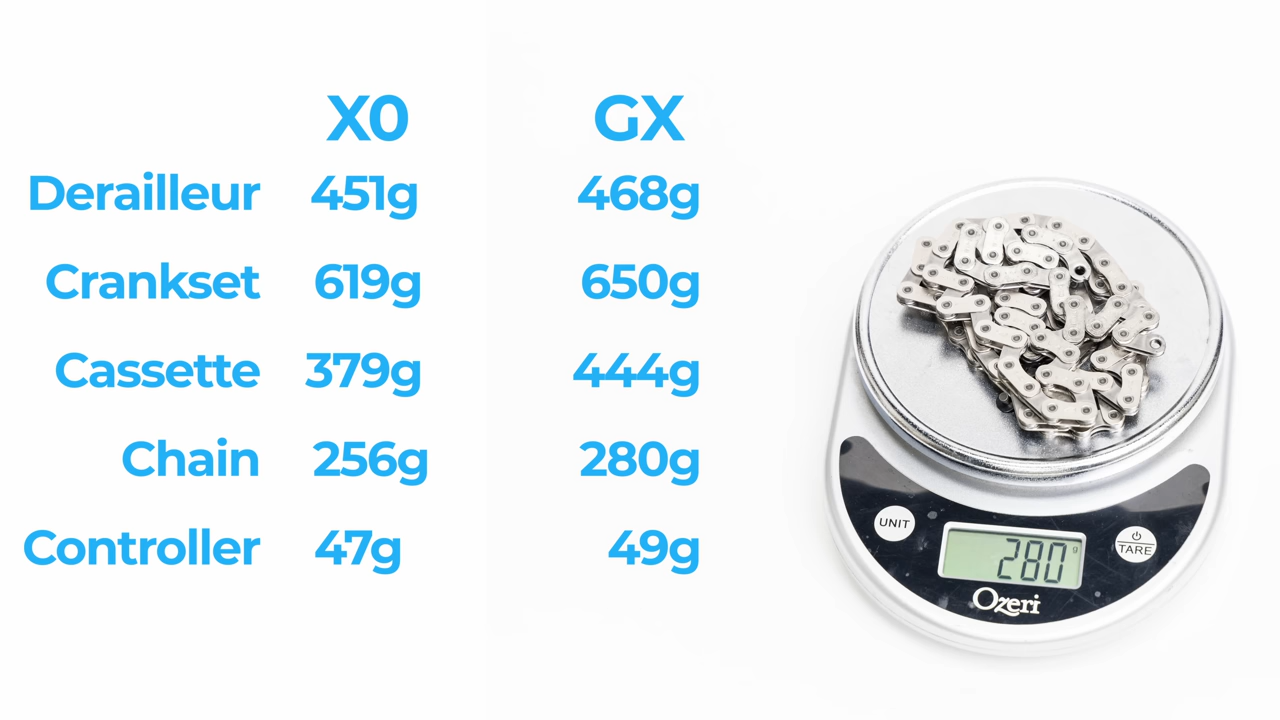 X0 GX
Derailleur 451g 468g
Crankset 619g 650g
Cassette 379g 444g
Chain 256g 280g
Controller 47g 49g
UNIT
TARE
280g
Ozeri